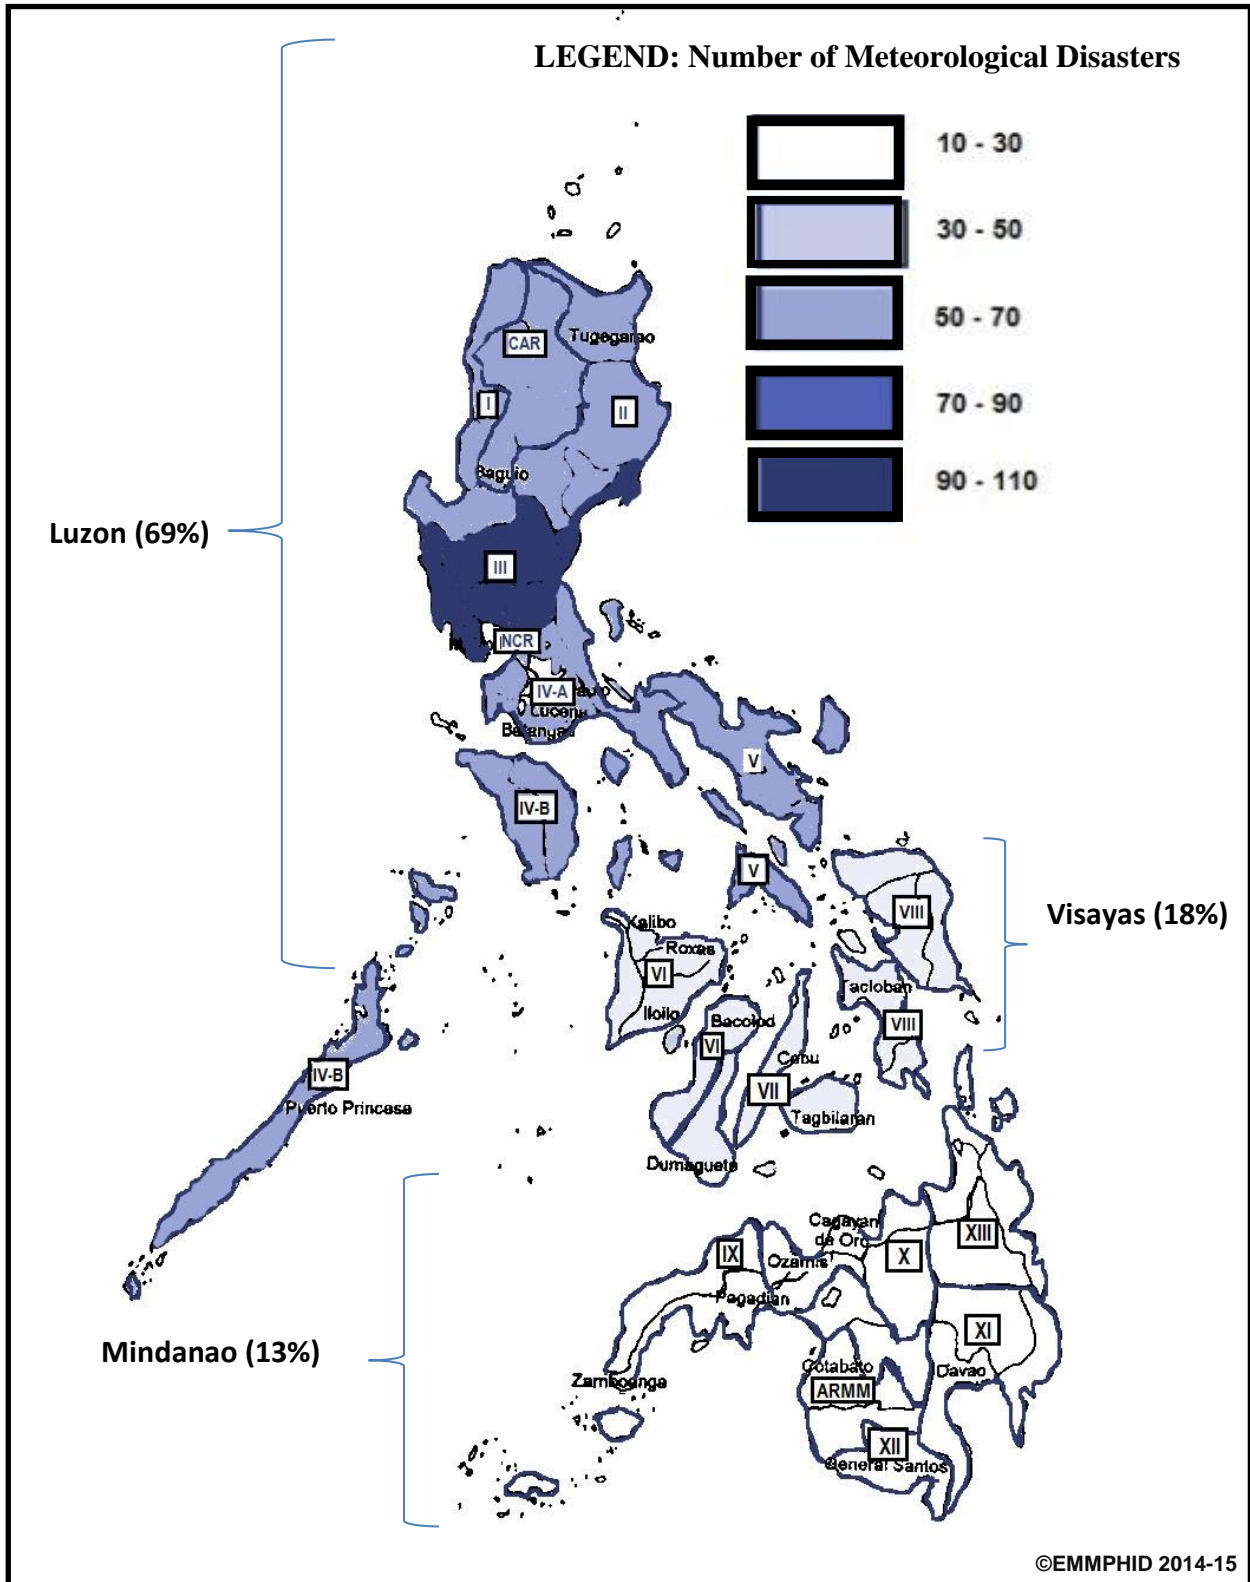 LEGEND: Number of Meteorological Disasters
10 - 30
30 - 50
50 - 70
70 - 90
90 - 110
CAR
Tugegarao
I
II
Baguio
Luzon (69%)
III
NCR
IV-A
Lucena
Batangas
V
IV-B
V
VIII
Visayas (18%)
Kalibo
Roxas
VI
Iloilo
Tacloban
VIII
Bacolod
VI
Cebu
VII
IV-B
Puerto Princesa
Tagbilaran
Dumaguete
Cagayan
de Oro
XIII
IX
Ozamis
X
Pagadian
XI
Mindanao (13%)
Cotabato
Davao
Zamboanga
ARMM
XII
General Santos
©EMMPHID 2014-15